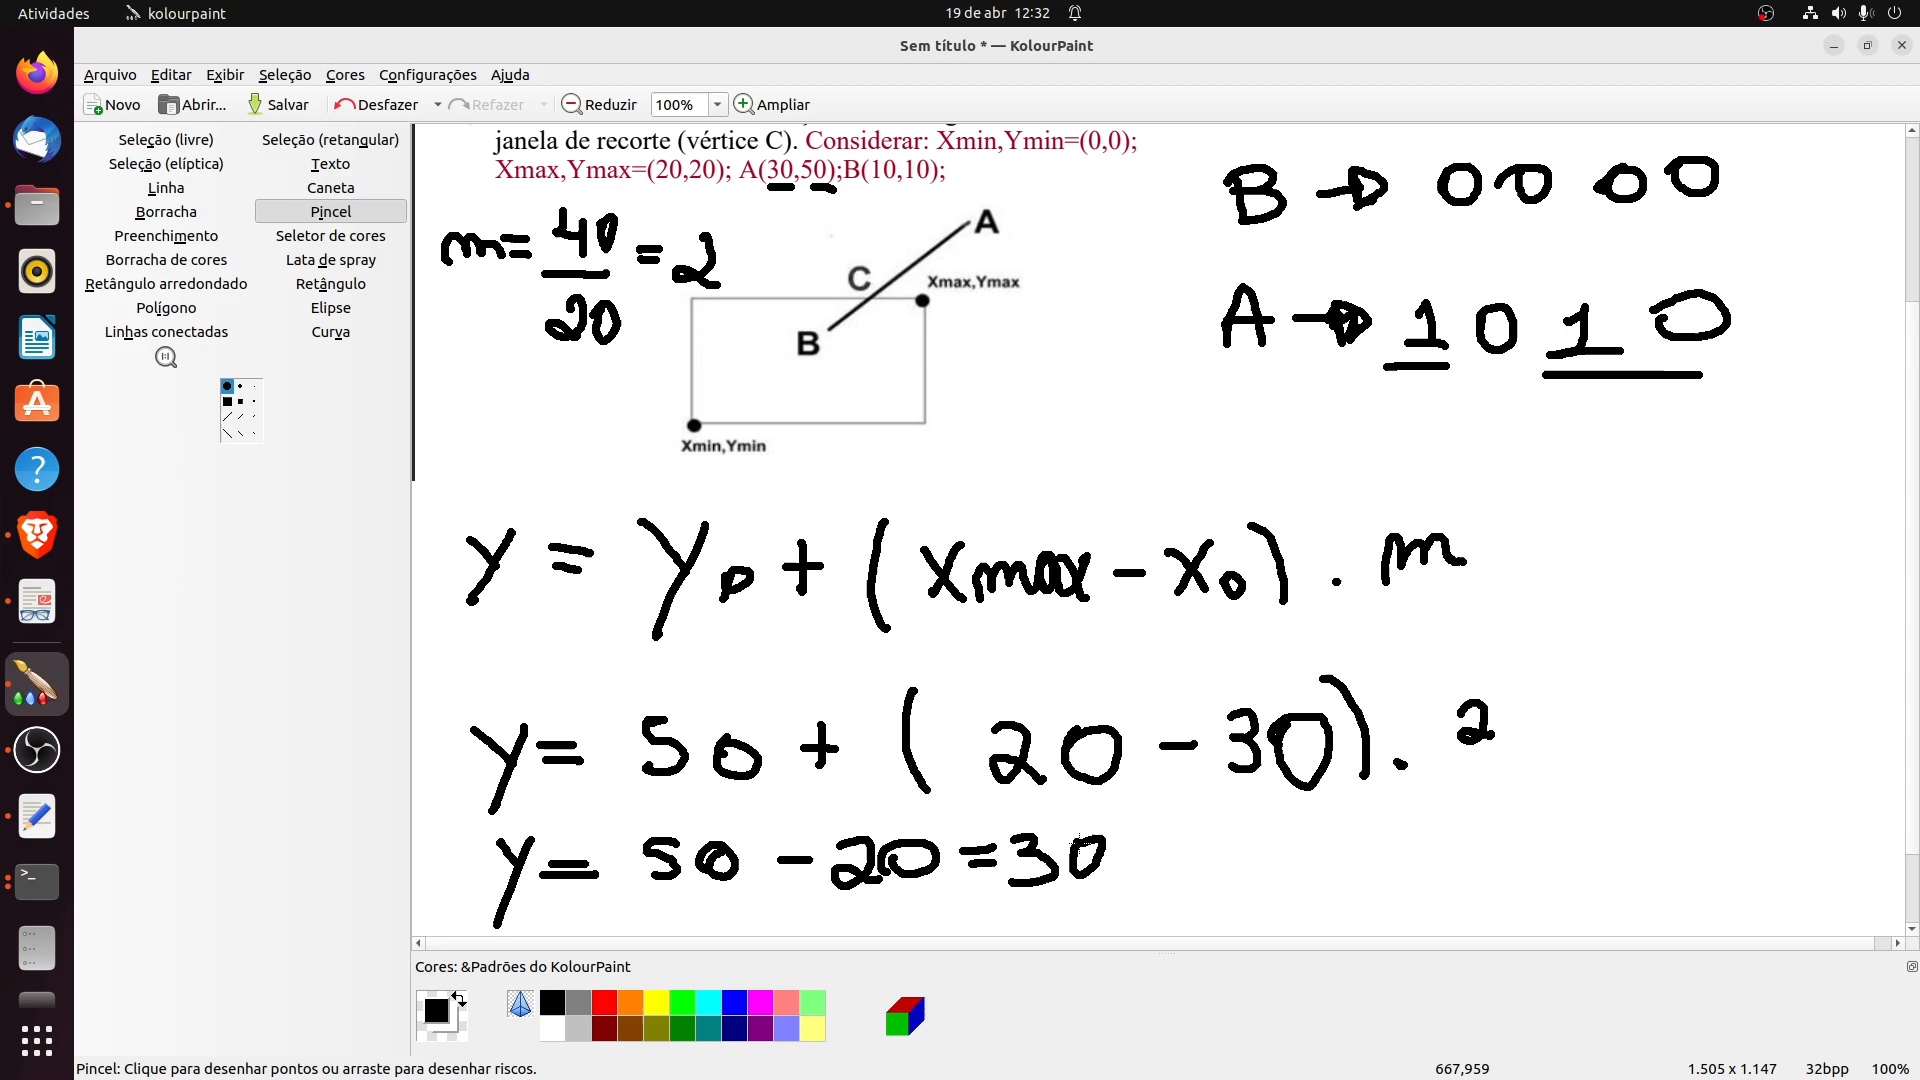 Atividades kolourpaint 19 de abr 12:32
Sem título * — KolourPaint
Arquivo Editar Exibir Seleção Cores Configurações Ajuda
Novo Abrir... Salvar Desfazer Refazer Reduzir 100% Ampliar
Seleção (livre) Seleção (retangular)
Seleção (elíptica) Texto
Linha Caneta
Borracha Pincel
Preenchimento Seletor de cores
Borracha de cores Lata de spray
Retângulo arredondado Retângulo
Polígono Elipse
Linhas conectadas Curva
janela de recorte (vértice C). Considerar: Xmin,Ymin=(0,0);
Xmax,Ymax=(20,20); A(30,50);B(10,10);
m= 40/20 = 2
A
C
Xmax,Ymax
B
Xmin,Ymin
B → 0 0 0 0
A → 1 0 1 0
y = y0 + (xmax - x0) . m
y = 50 + (20 - 30) . 2
y = 50 - 20 = 30
Cores: &Padrões do KolourPaint
Pincel: Clique para desenhar pontos ou arraste para desenhar riscos. 667,959 1.505 x 1.147 32bpp 100%